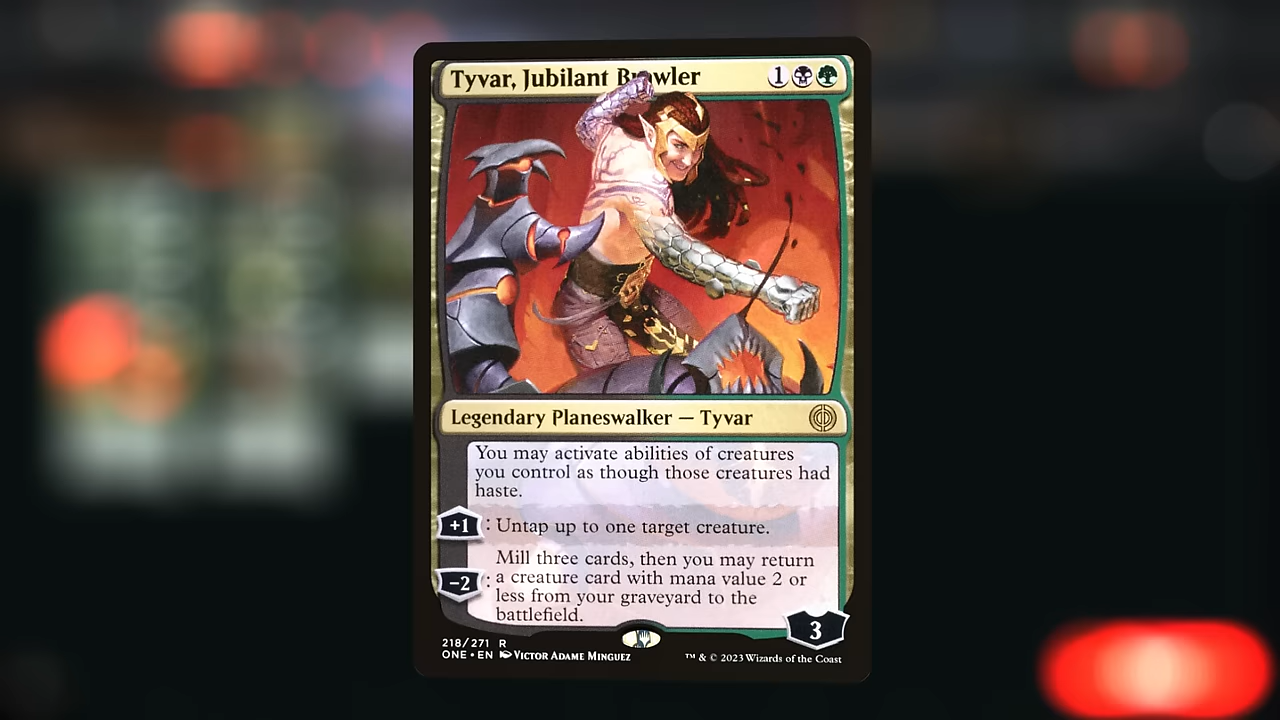 Tyvar, Jubilant Brawler 1
Legendary Planeswalker — Tyvar
You may activate abilities of creatures
you control as though those creatures had
haste.
+1: Untap up to one target creature.
−2: Mill three cards, then you may return
a creature card with mana value 2 or
less from your graveyard to the
battlefield.
3
218/271 R
ONE • EN Victor Adame Minguez
™ & © 2023 Wizards of the Coast